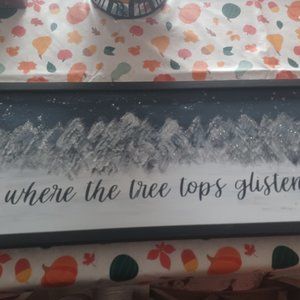 where the tree tops glisten